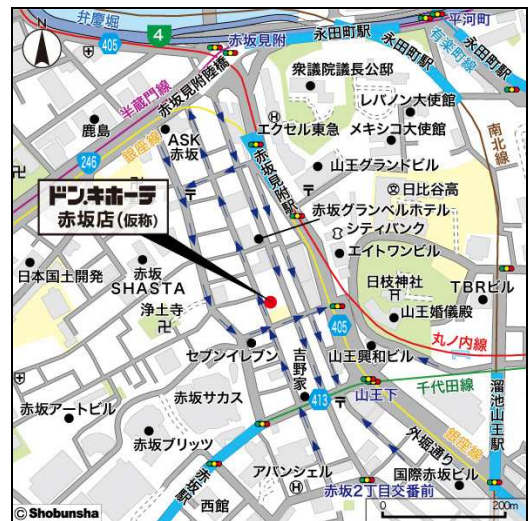 弁慶堀
405
4
赤坂見附
永田町駅
平河町
有楽町線
永田町駅
永田町駅
半蔵門線
赤坂見附陸橋
衆議院議長公邸
レバノン大使館
鹿島
銀座線
ASK
赤坂
エクセル東急
メキシコ大使館
南北線
246
赤坂見附駅
山王グランドビル
日比谷高
ドン.キホーテ
赤坂店(仮称)
赤坂グランベルホテル
シティバンク
エイトワンビル
日本国土開発
赤坂
SHASTA
日枝神社
TBRビル
浄土寺
山王婚儀殿
405
丸ノ内線
セブンイレブン
山王興和ビル
吉野家
千代田線
413
山王下
赤坂アートビル
赤坂サカス
溜池山王駅
赤坂ブリッツ
外堀通り
銀座線
アパンシェル
国際赤坂ビル
赤坂駅
西館
赤坂2丁目交番前
© Shobunsha
0
200m